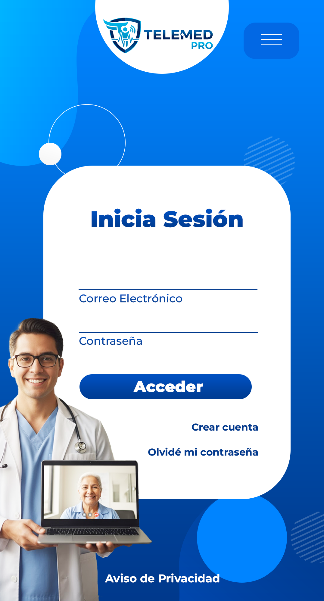 TELEMED
PRO
Inicia Sesión
Correo Electrónico
Contraseña
Acceder
Crear cuenta
Olvidé mi contraseña
Aviso de Privacidad